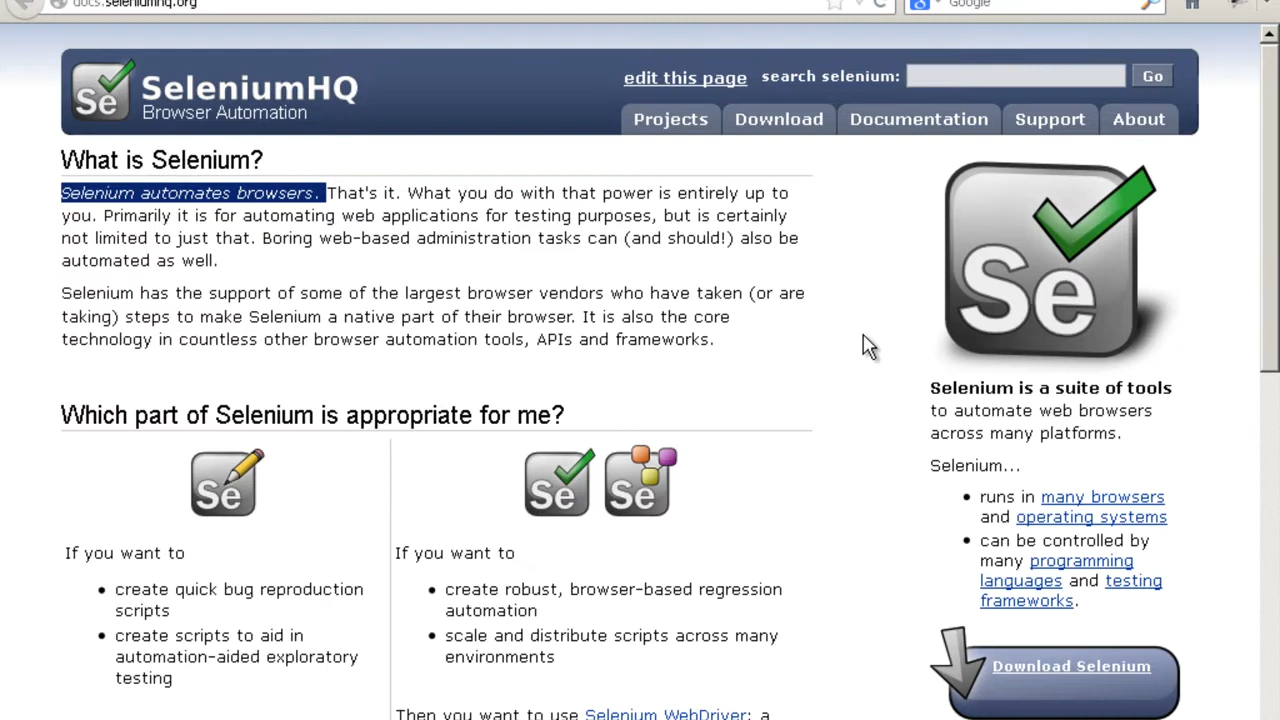 docs.seleniumhq.org
Google
SeleniumHQ
Browser Automation
edit this page search selenium: Go
Projects Download Documentation Support About
What is Selenium?
Selenium automates browsers. That's it. What you do with that power is entirely up to
you. Primarily it is for automating web applications for testing purposes, but is certainly
not limited to just that. Boring web-based administration tasks can (and should!) also be
automated as well.
Selenium has the support of some of the largest browser vendors who have taken (or are
taking) steps to make Selenium a native part of their browser. It is also the core
technology in countless other browser automation tools, APIs and frameworks.
Which part of Selenium is appropriate for me?
Se
Se Se
If you want to
create quick bug reproduction
scripts
create scripts to aid in
automation-aided exploratory
testing
If you want to
create robust, browser-based regression
automation
scale and distribute scripts across many
environments
Then you want to use Selenium WebDriver; a
Se
Selenium is a suite of tools
to automate web browsers
across many platforms.
Selenium...
runs in many browsers
and operating systems
can be controlled by
many programming
languages and testing
frameworks.
Download Selenium
Se